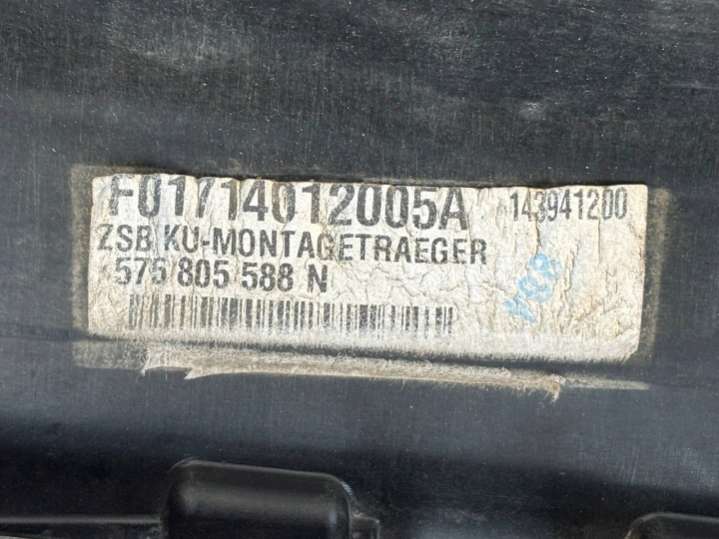 F01714012005A 143941200
ZSB KU-MONTAGETRAEGER
575 805 588 N